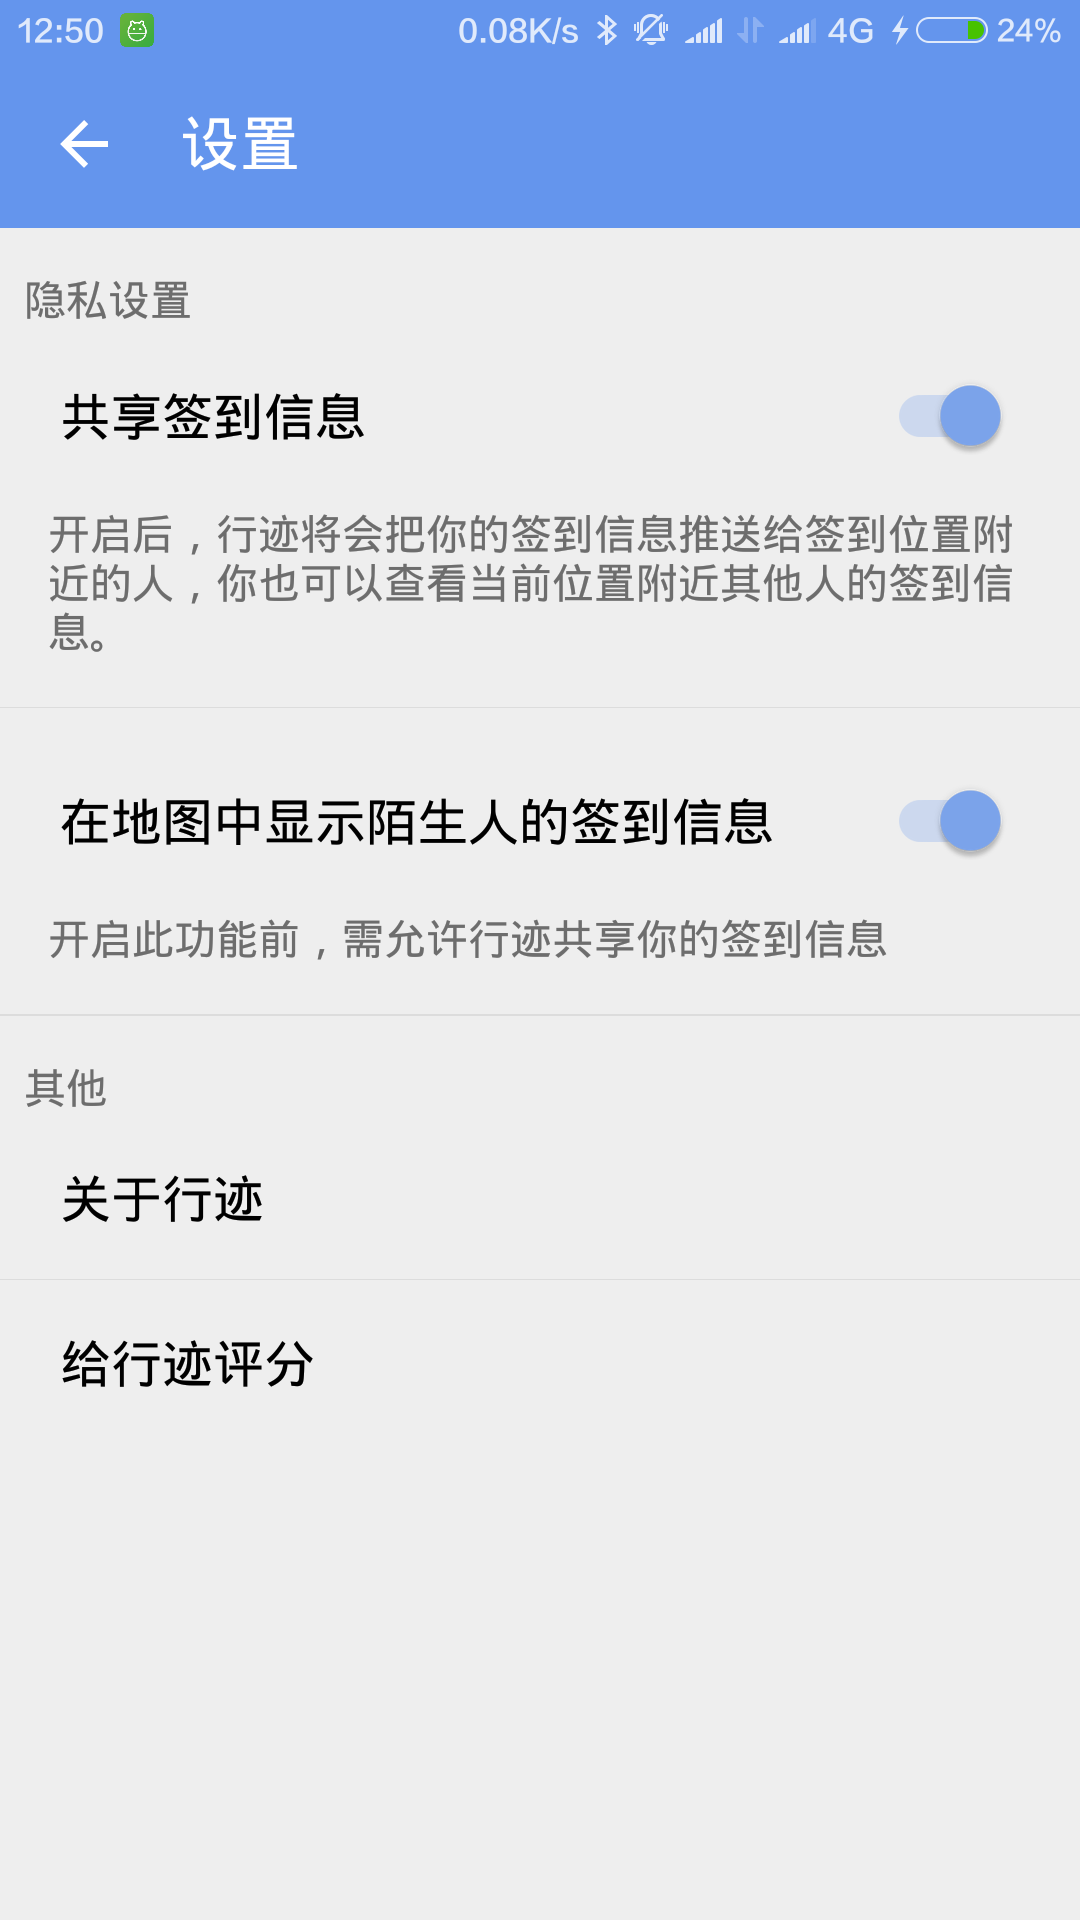 12:50 0.08K/s 4G 24%
设置
隐私设置
共享签到信息
开启后，行迹将会把你的签到信息推送给签到位置附
近的人，你也可以查看当前位置附近其他人的签到信
息。
在地图中显示陌生人的签到信息
开启此功能前，需允许行迹共享你的签到信息
其他
关于行迹
给行迹评分